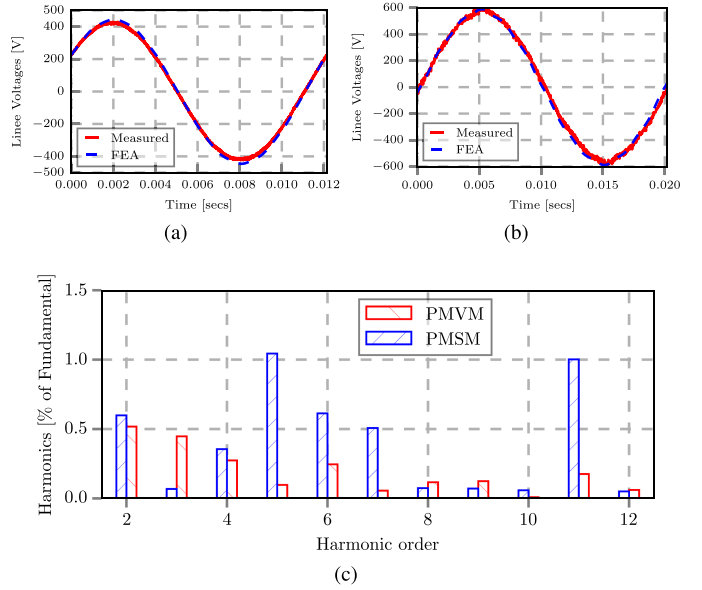 500
400
200
0
−200
−400
−500
Linee Voltages [V]
Measured
FEA
0.000 0.002 0.004 0.006 0.008 0.010 0.012
Time [secs]
(a)
600
400
200
0
−200
−400
−600
Linee Voltages [V]
Measured
FEA
0.000 0.005 0.010 0.015 0.020
Time [secs]
(b)
1.5
1.0
0.5
0.0
Harmonics [% of Fundamental]
PMVM
PMSM
2 4 6 8 10 12
Harmonic order
(c)